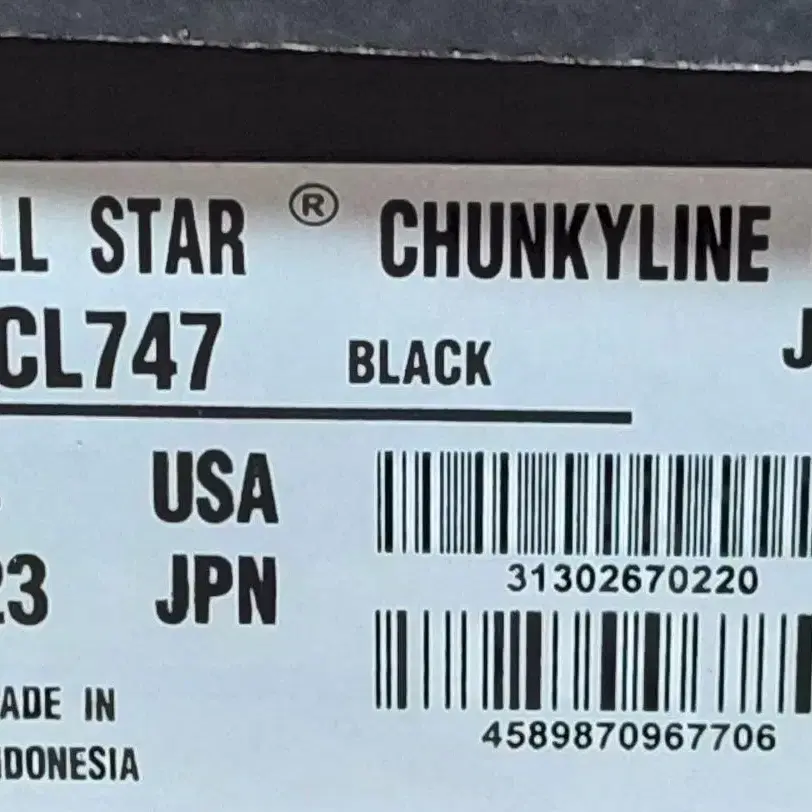 LL STAR ® CHUNKYLINE
CL747 BLACK J
USA
31302670220
23 JPN
4589870967706
ADE IN
DONESIA